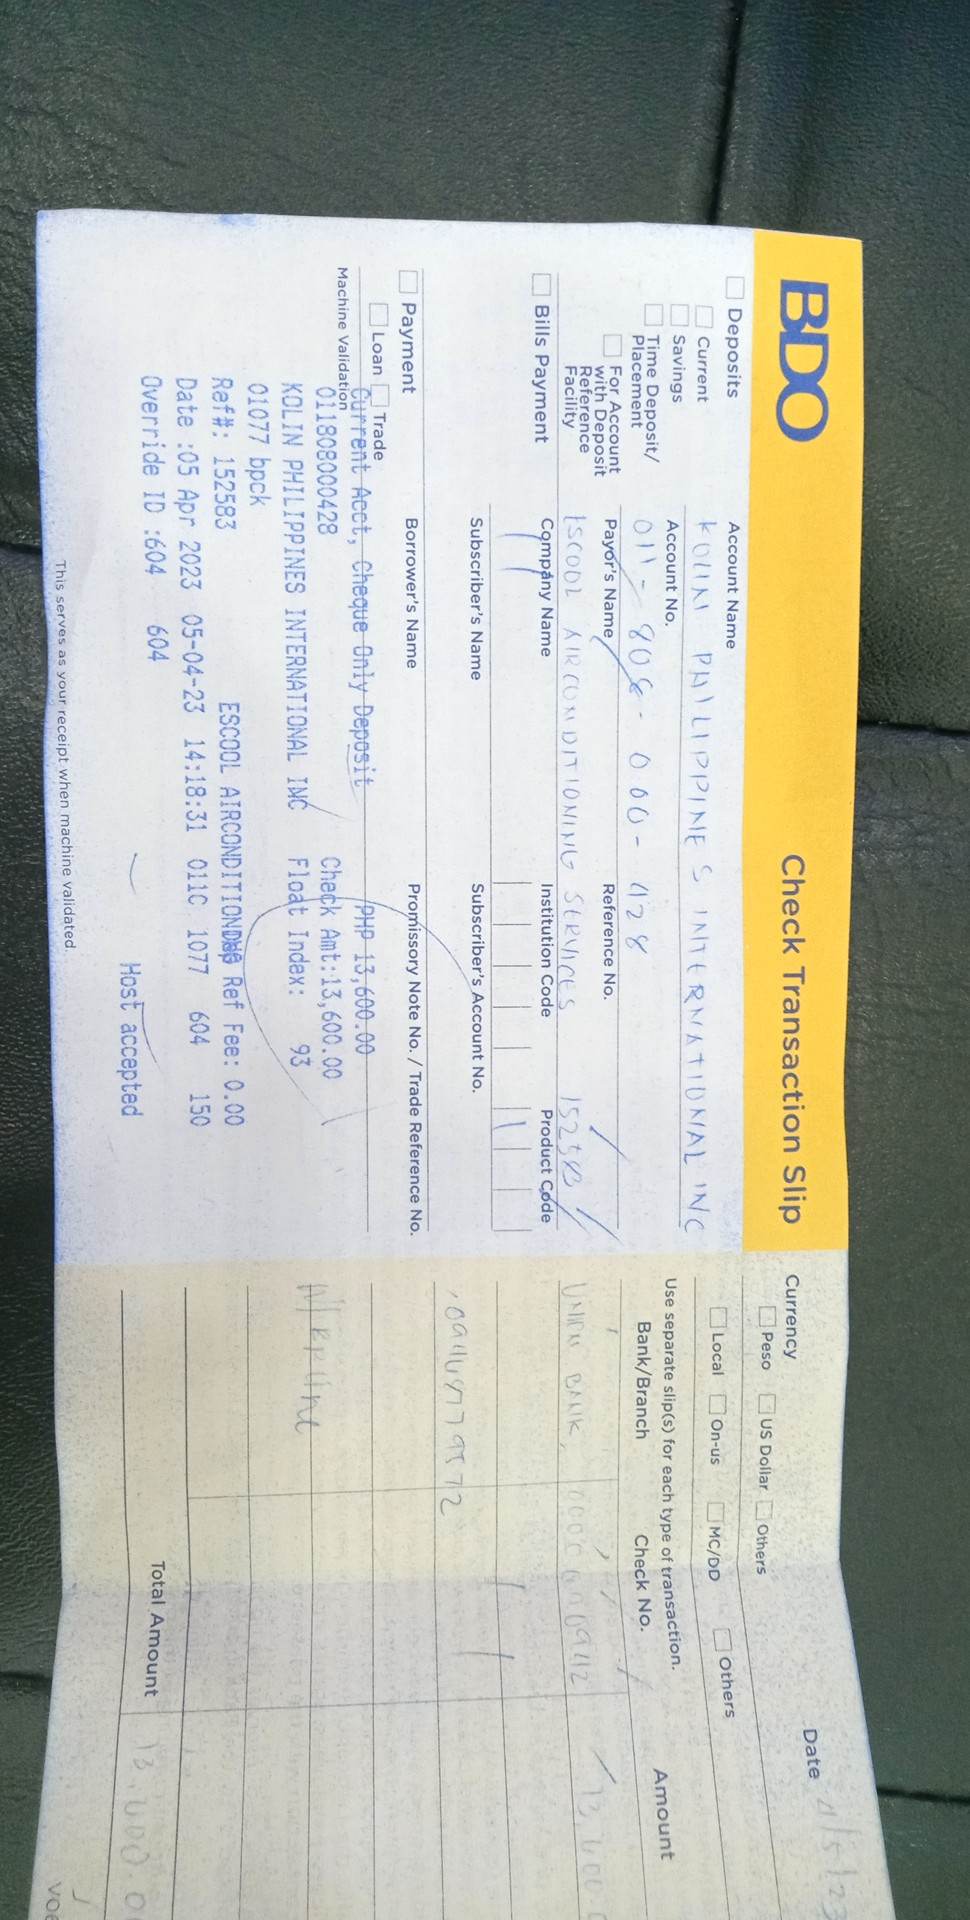 BDO Check Transaction Slip
Currency
Date 4/5/23
Peso US Dollar Others
Deposits Account Name
Current KOLIN PHILIPPINES INTERNATIONAL INC
Local On-us MC/DD Others
Savings Account No.
Use separate slip(s) for each type of transaction.
Time Deposit/
Placement
011-808-000-428
Bank/Branch Check No. Amount
For Account
with Deposit
Reference
Facility
Payor's Name Reference No.
ESCOOL AIRCONDITIONING SERVICES 152583
UNION BANK,
Bills Payment Company Name Institution Code Product Code
Subscriber's Name Subscriber's Account No.
Payment Borrower's Name Promissory Note No. / Trade Reference No.
Loan Trade
Machine Validation
Current Acct, Cheque Only Deposit PHP 13,600.00
011808000428 Check Amt:13,600.00
KOLIN PHILIPPINES INTERNATIONAL INC Float Index: 93
01077 bpck
ESCOOL AIRCONDITION Ref Fee: 0.00
Ref#: 152583
Date :05 Apr 2023 05-04-23 14:18:31 011C 1077 604 150
Override ID :604 604
Host accepted
Total Amount
This serves as your receipt when machine validated.